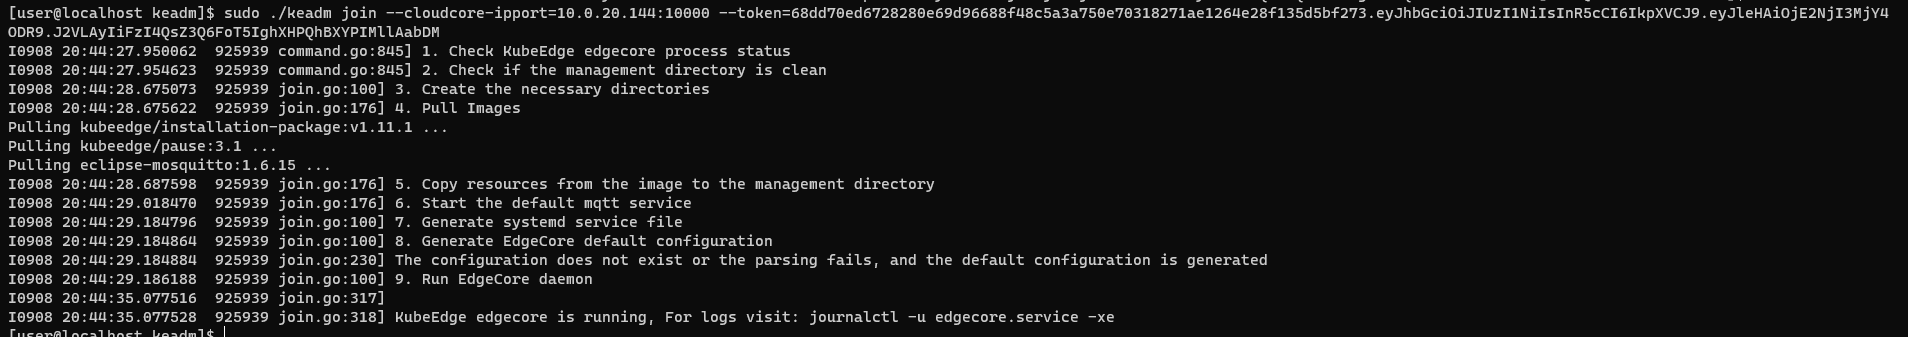 [user@localhost keadm]$ sudo ./keadm join --cloudcore-ipport=10.0.20.144:10000 --token=68dd70ed6728280e69d96688f48c5a3a750e70318271ae1264e28f135d5bf273.eyJhbGciOiJIUzI1NiIsInR5cCI6IkpXVCJ9.eyJleHAiOjE2NjI3MjY4
ODR9.J2VLAyIiFzI4QsZ3Q6FoT5IghXHPQhBXYPIMllAabDM
I0908 20:44:27.950062  925939 command.go:845] 1. Check KubeEdge edgecore process status
I0908 20:44:27.954623  925939 command.go:845] 2. Check if the management directory is clean
I0908 20:44:28.675073  925939 join.go:100] 3. Create the necessary directories
I0908 20:44:28.675622  925939 join.go:176] 4. Pull Images
Pulling kubeedge/installation-package:v1.11.1 ...
Pulling kubeedge/pause:3.1 ...
Pulling eclipse-mosquitto:1.6.15 ...
I0908 20:44:28.687598  925939 join.go:176] 5. Copy resources from the image to the management directory
I0908 20:44:29.018470  925939 join.go:176] 6. Start the default mqtt service
I0908 20:44:29.184796  925939 join.go:100] 7. Generate systemd service file
I0908 20:44:29.184864  925939 join.go:100] 8. Generate EdgeCore default configuration
I0908 20:44:29.184884  925939 join.go:230] The configuration does not exist or the parsing fails, and the default configuration is generated
I0908 20:44:29.186188  925939 join.go:100] 9. Run EdgeCore daemon
I0908 20:44:35.077516  925939 join.go:317]
I0908 20:44:35.077528  925939 join.go:318] KubeEdge edgecore is running, For logs visit: journalctl -u edgecore.service -xe
[user@localhost keadm]$